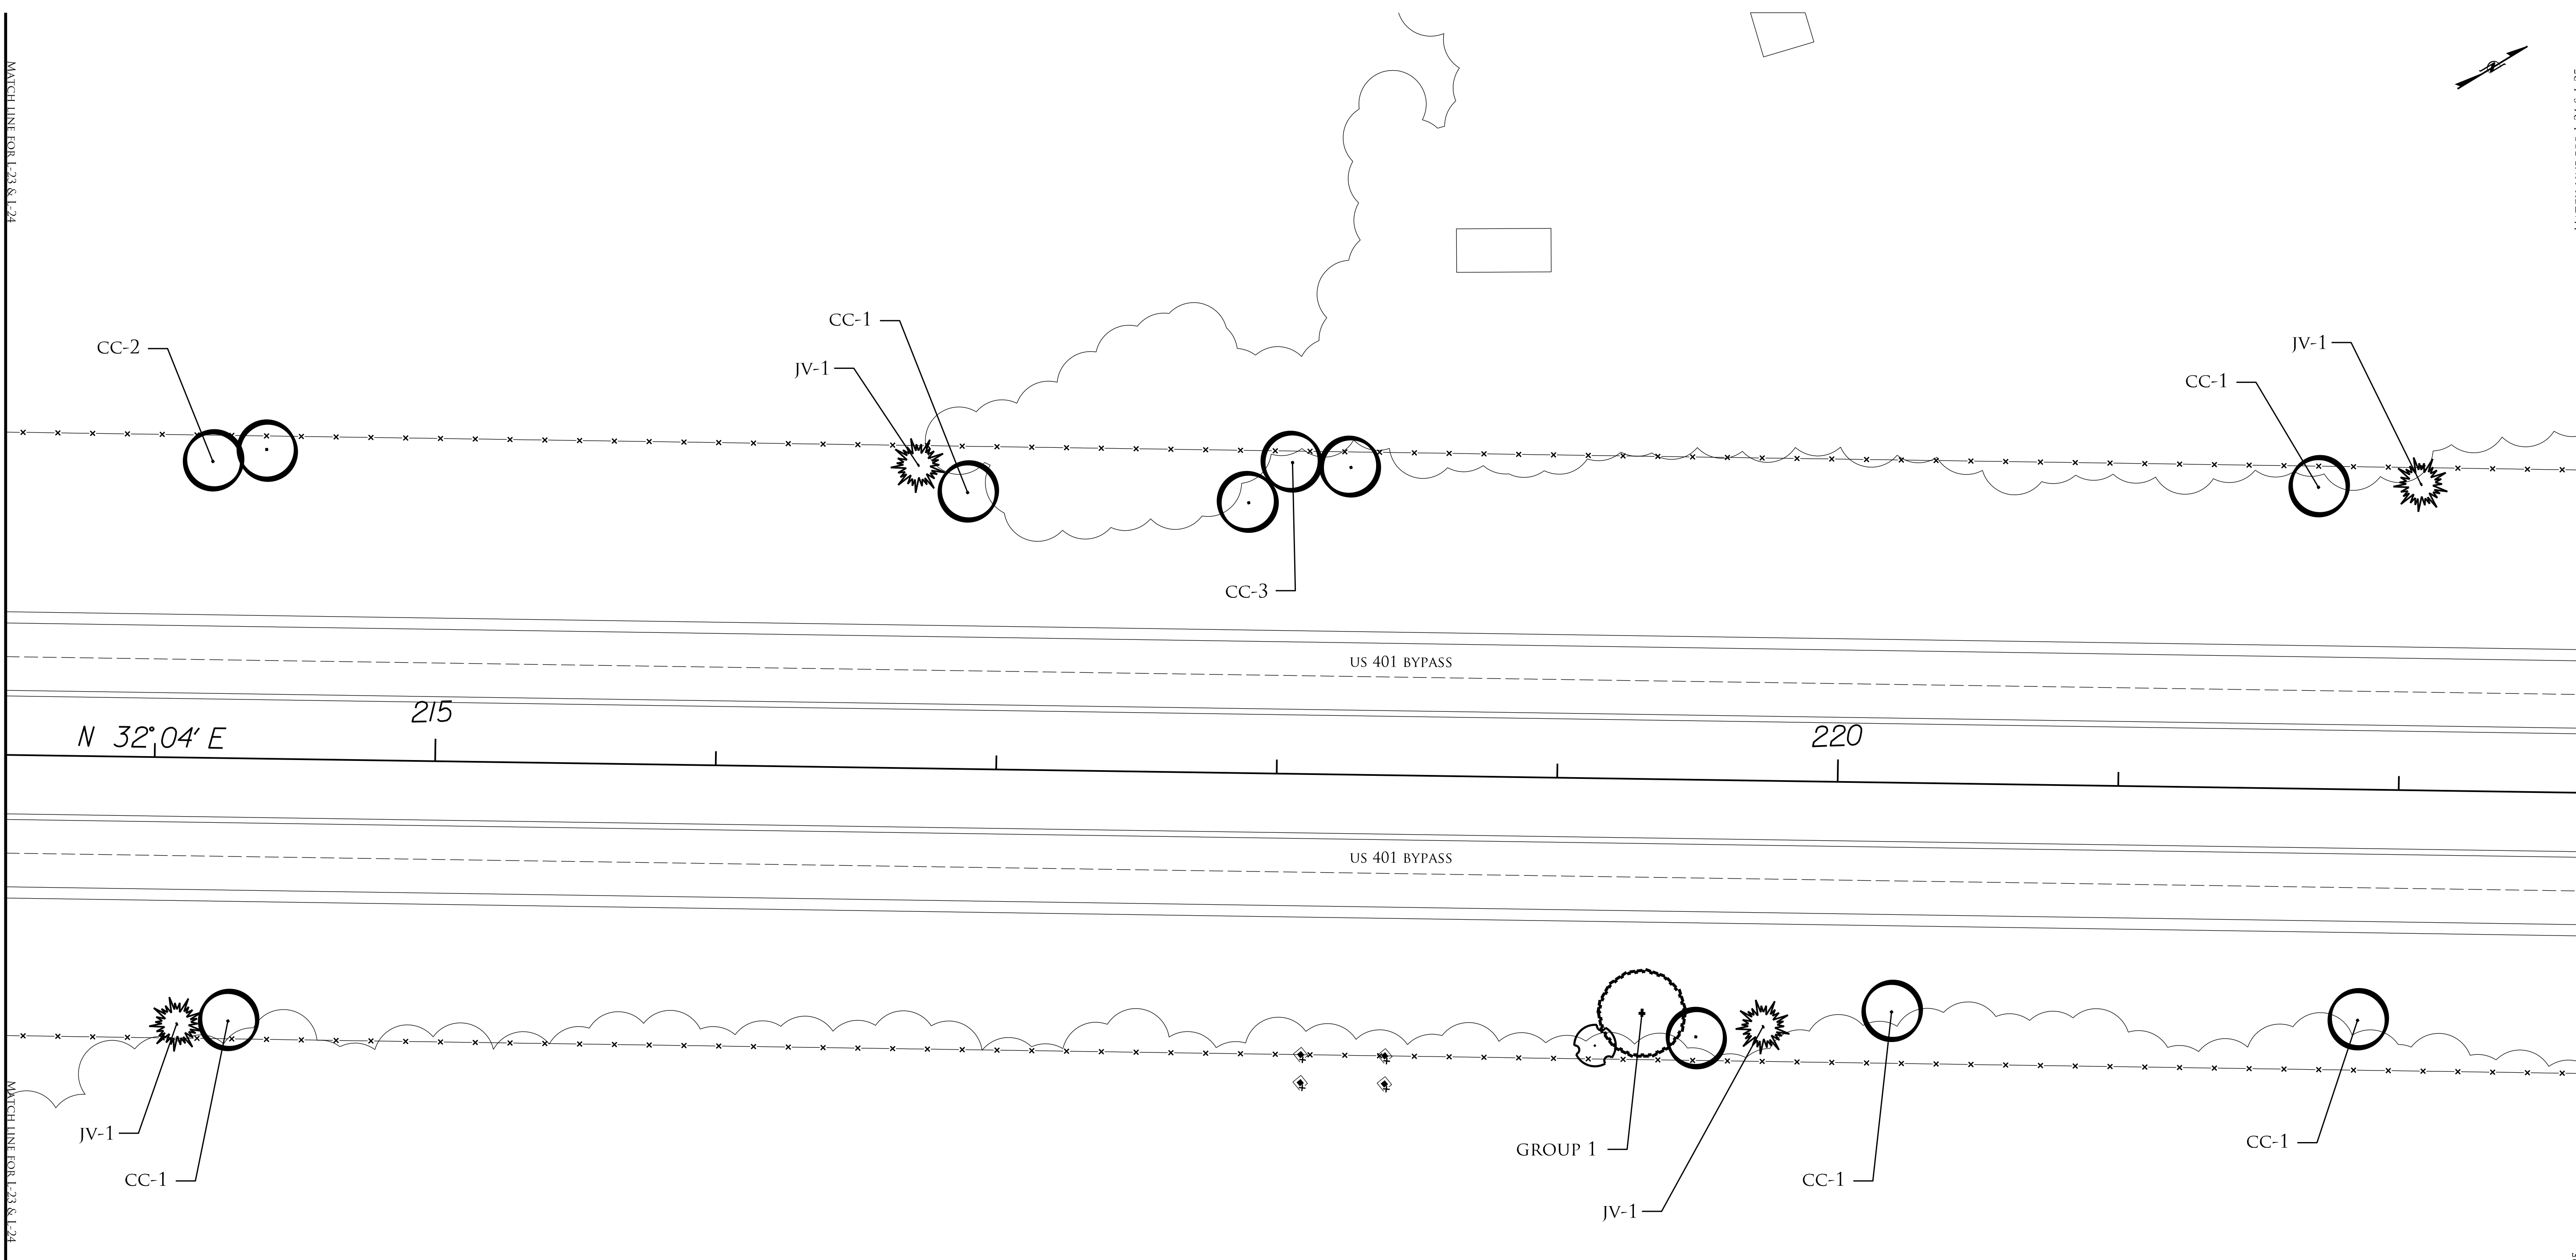 MATCH LINE FOR L-23 & L-24
CC-2
CC-1
JV-1
JV-1
CC-1
CC-3
US 401 BYPASS
215
N 32°04' E
220
US 401 BYPASS
MATCH LINE FOR L-23 & L-24
JV-1
CC-1
GROUP 1
CC-1
CC-1
JV-1